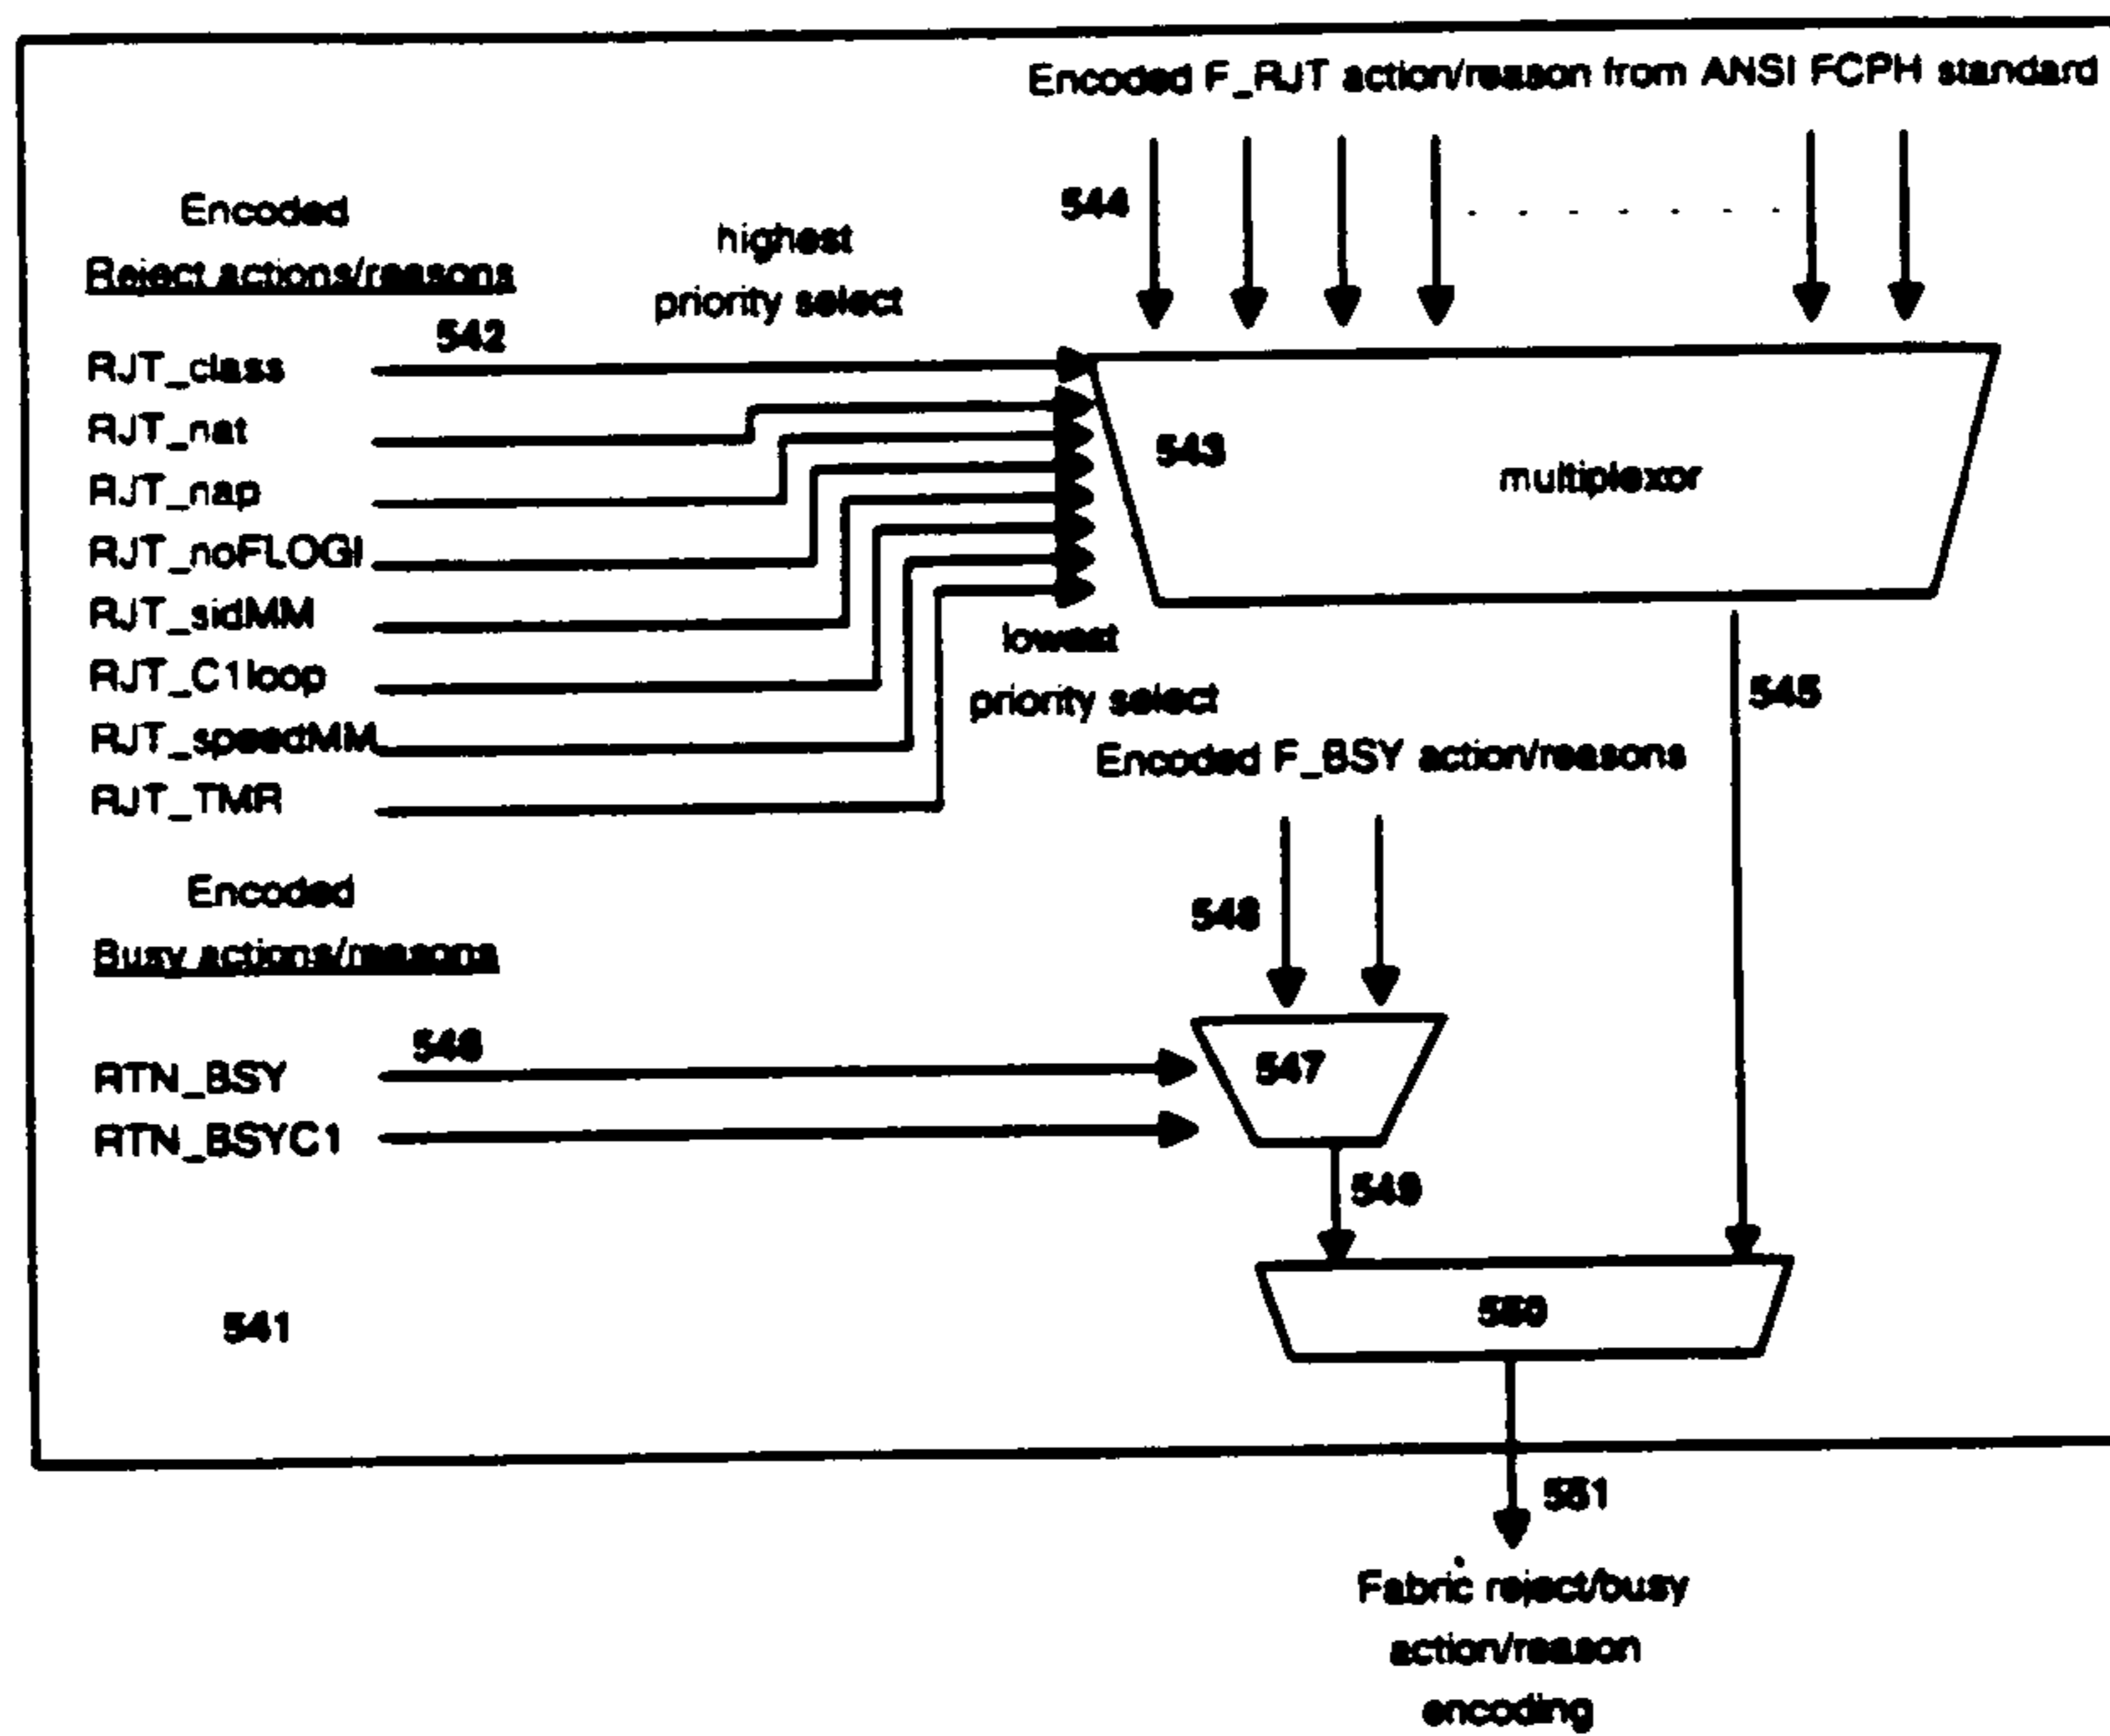 Encoded F_RJT action/reason from ANSI FCPH standard
544
Encoded
Reject actions/reasons
highest
priority select
542
RJT_class
RJT_nat
RJT_nap
RJT_noFLOGI
RJT_sidMM
RJT_C1loop
RJT_speedMM
RJT_TMR
543
multiplexor
lowest
priority select
545
Encoded F_BSY action/reasons
548
Encoded
Busy actions/reasons
546
RTN_BSY
RTN_BSYC1
547
549
550
541
551
Fabric reject/busy
action/reason
encoding